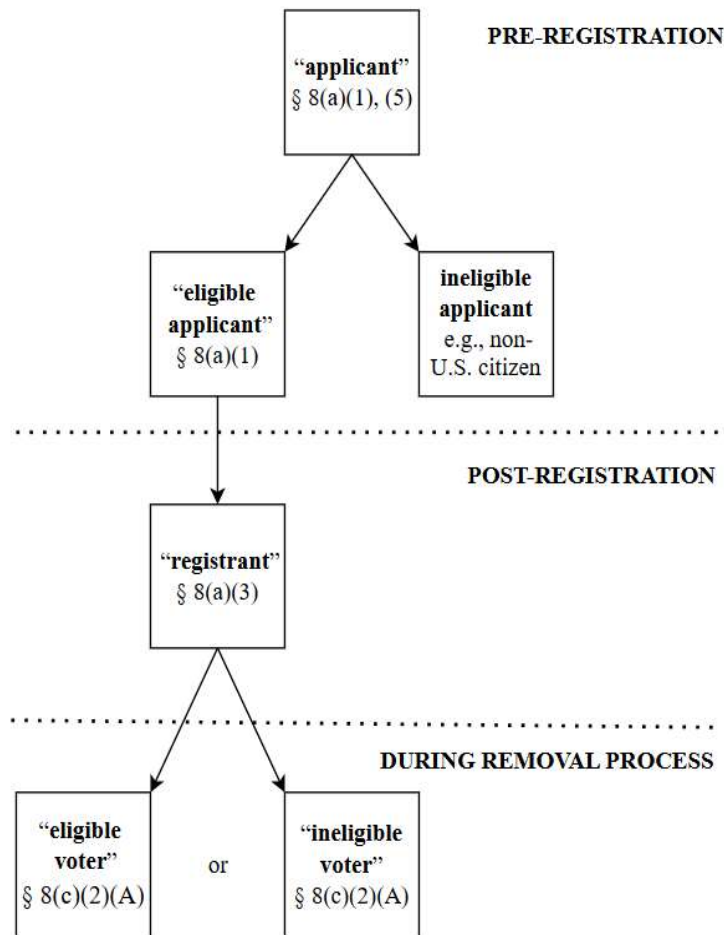 PRE-REGISTRATION
“applicant”
§ 8(a)(1), (5)
“eligible
applicant”
§ 8(a)(1)
ineligible
applicant
e.g., non-
U.S. citizen
POST-REGISTRATION
“registrant”
§ 8(a)(3)
DURING REMOVAL PROCESS
“eligible
voter”
§ 8(c)(2)(A)
or
“ineligible
voter”
§ 8(c)(2)(A)